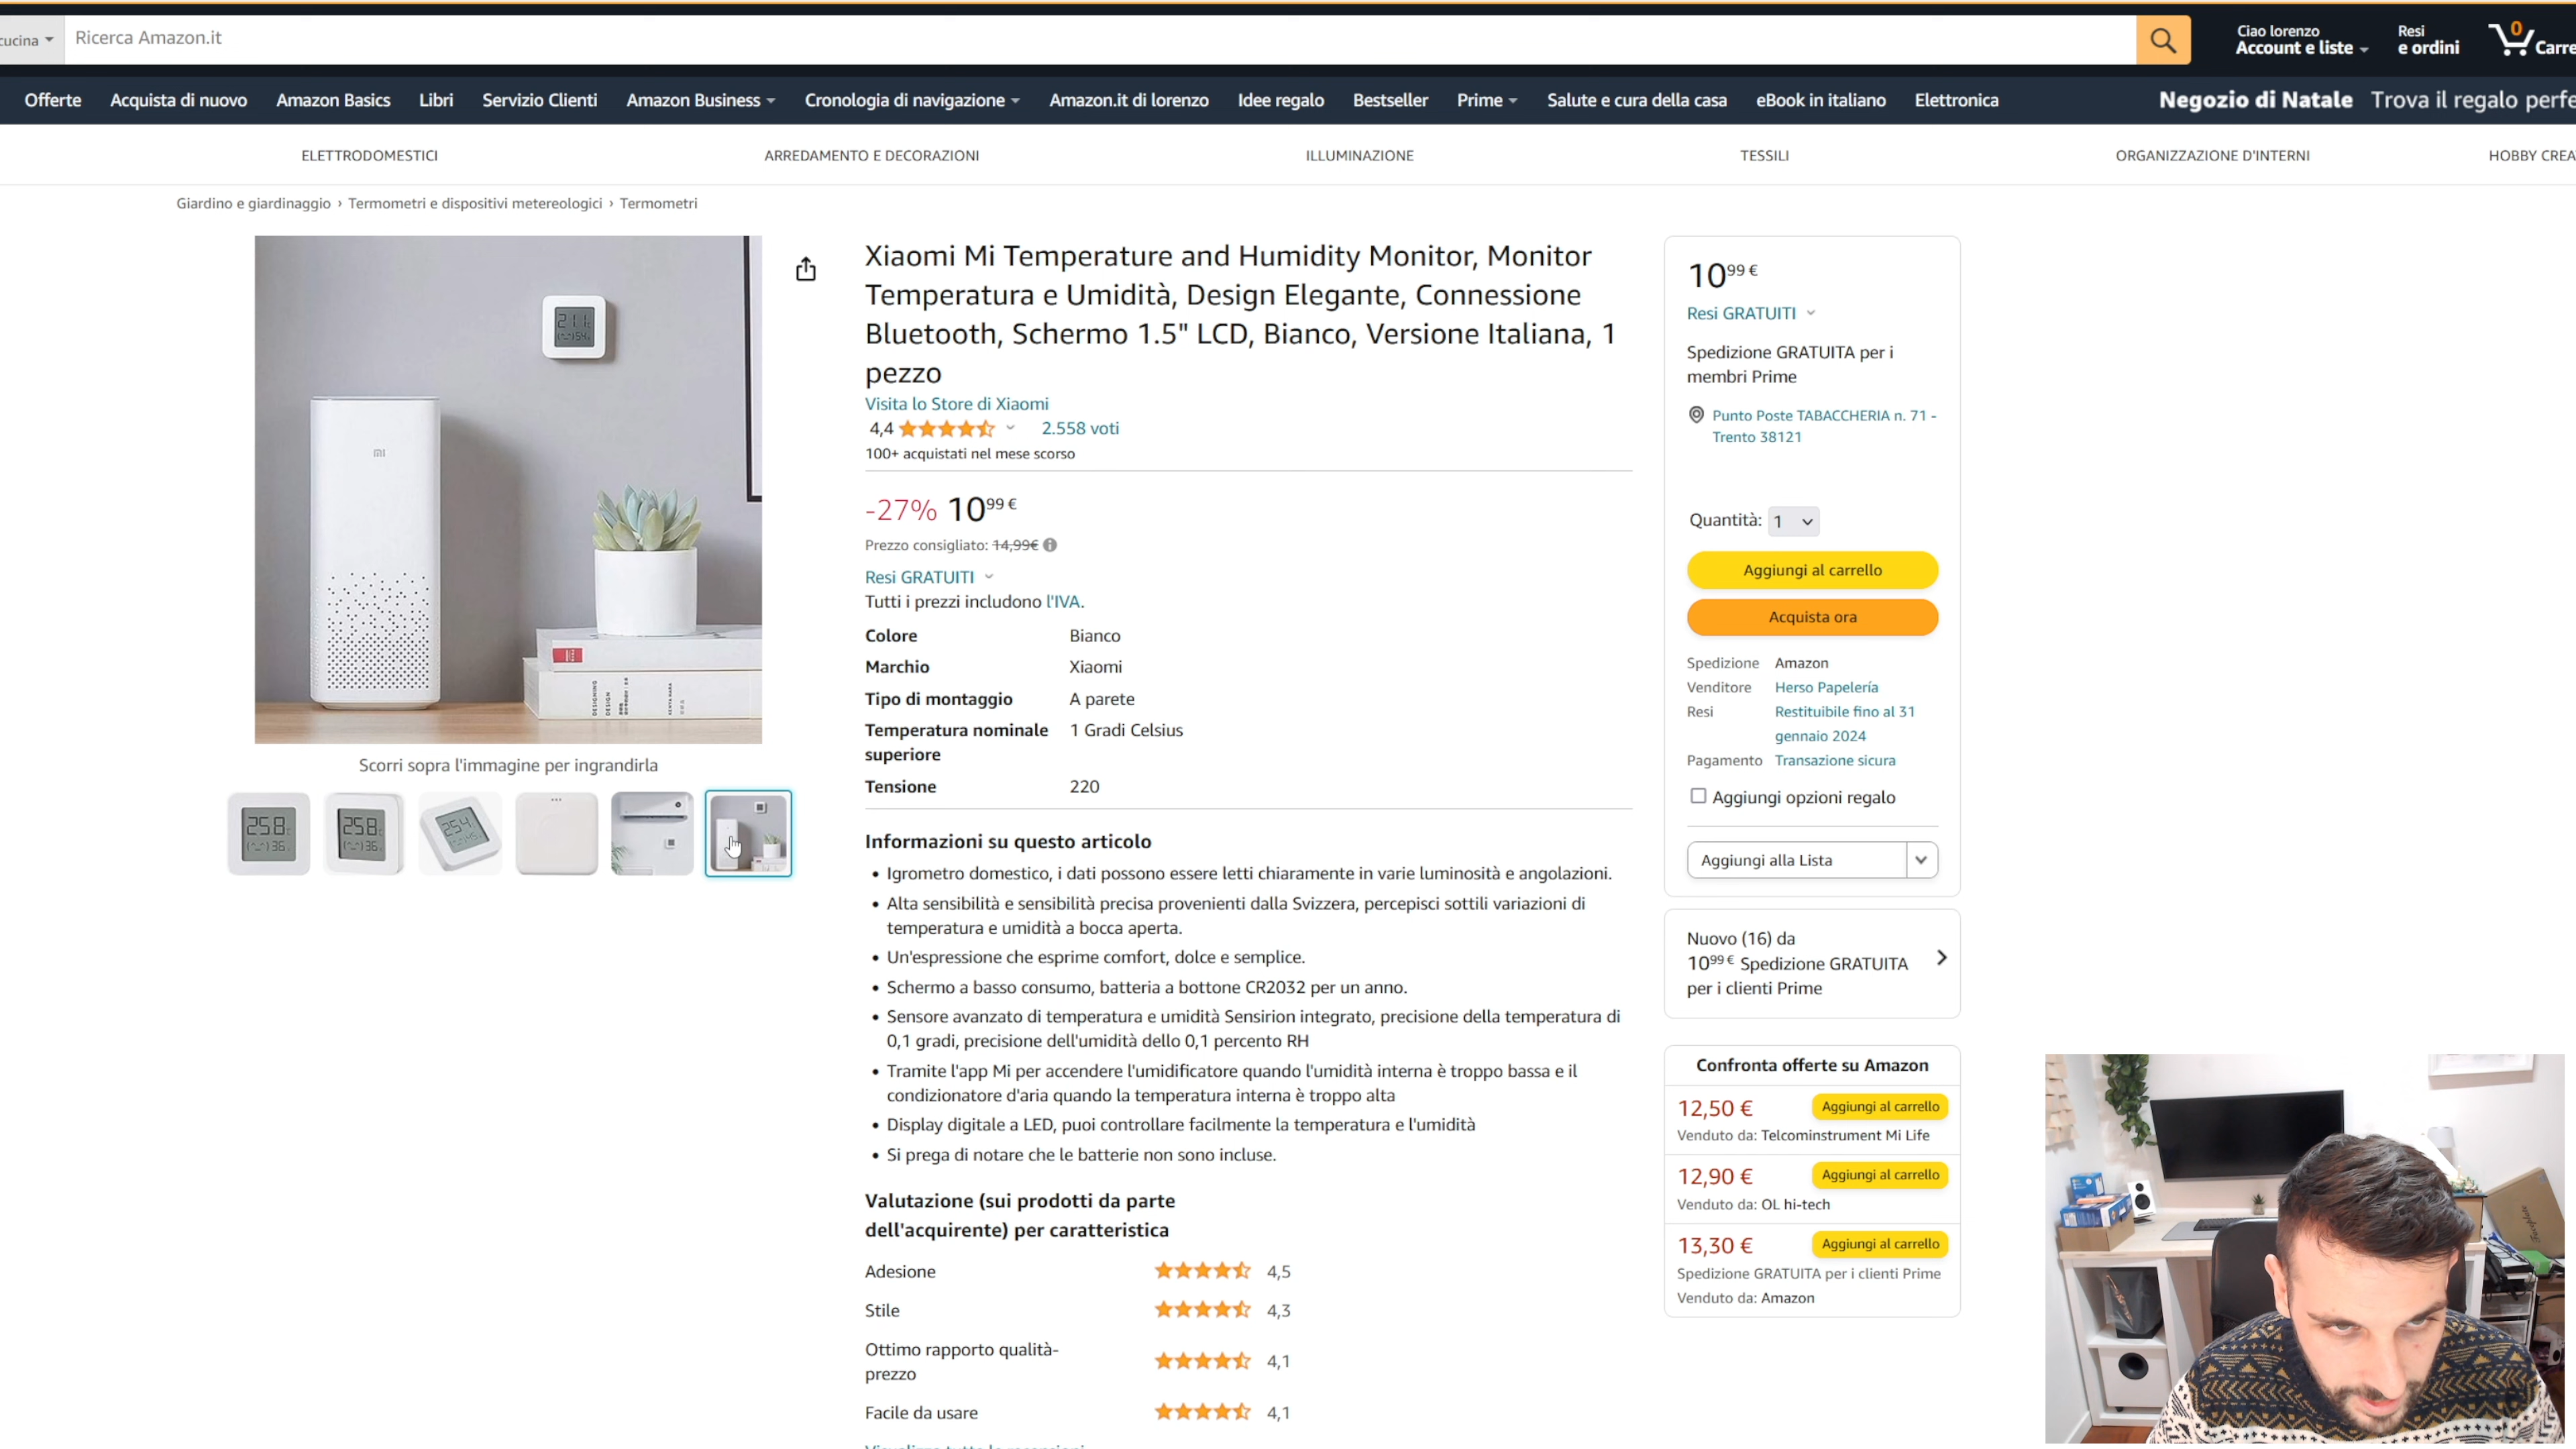 cucina
Ricerca Amazon.it
Ciao lorenzo
Account e liste
Resi
e ordini
0
Carre
Offerte
Acquista di nuovo
Amazon Basics
Libri
Servizio Clienti
Amazon Business
Cronologia di navigazione
Amazon.it di lorenzo
Idee regalo
Bestseller
Prime
Salute e cura della casa
eBook in italiano
Elettronica
Negozio di Natale Trova il regalo perfe
ELETTRODOMESTICI
ARREDAMENTO E DECORAZIONI
ILLUMINAZIONE
TESSILI
ORGANIZZAZIONE D'INTERNI
HOBBY CREA
Giardino e giardinaggio › Termometri e dispositivi metereologici › Termometri
Scorri sopra l'immagine per ingrandirla
Xiaomi Mi Temperature and Humidity Monitor, Monitor
Temperatura e Umidità, Design Elegante, Connessione
Bluetooth, Schermo 1.5" LCD, Bianco, Versione Italiana, 1
pezzo
Visita lo Store di Xiaomi
4,4 2.558 voti
100+ acquistati nel mese scorso
-27% 10,99 €
Prezzo consigliato: 14,99€
Resi GRATUITI
Tutti i prezzi includono l'IVA.
Colore Bianco
Marchio Xiaomi
Tipo di montaggio A parete
Temperatura nominale 1 Gradi Celsius
superiore
Tensione 220
Informazioni su questo articolo
• Igrometro domestico, i dati possono essere letti chiaramente in varie luminosità e angolazioni.
• Alta sensibilità e sensibilità precisa provenienti dalla Svizzera, percepisci sottili variazioni di
temperatura e umidità a bocca aperta.
• Un'espressione che esprime comfort, dolce e semplice.
• Schermo a basso consumo, batteria a bottone CR2032 per un anno.
• Sensore avanzato di temperatura e umidità Sensirion integrato, precisione della temperatura di
0,1 gradi, precisione dell'umidità dello 0,1 percento RH
• Tramite l'app Mi per accendere l'umidificatore quando l'umidità interna è troppo bassa e il
condizionatore d'aria quando la temperatura interna è troppo alta
• Display digitale a LED, puoi controllare facilmente la temperatura e l'umidità
• Si prega di notare che le batterie non sono incluse.
Valutazione (sui prodotti da parte
dell'acquirente) per caratteristica
Adesione 4,5
Stile 4,3
Ottimo rapporto qualità-
prezzo 4,1
Facile da usare 4,1
10 99 €
Resi GRATUITI
Spedizione GRATUITA per i
membri Prime
Punto Poste TABACCHERIA n. 71 -
Trento 38121
Quantità: 1
Aggiungi al carrello
Acquista ora
Spedizione Amazon
Venditore Herso Papelería
Resi Restituibile fino al 31
gennaio 2024
Pagamento Transazione sicura
Aggiungi opzioni regalo
Aggiungi alla Lista
Nuovo (16) da
10 99 € Spedizione GRATUITA
per i clienti Prime
Confronta offerte su Amazon
12,50 € Aggiungi al carrello
Venduto da: Telcominstrument Mi Life
12,90 € Aggiungi al carrello
Venduto da: OL hi-tech
13,30 € Aggiungi al carrello
Spedizione GRATUITA per i clienti Prime
Venduto da: Amazon